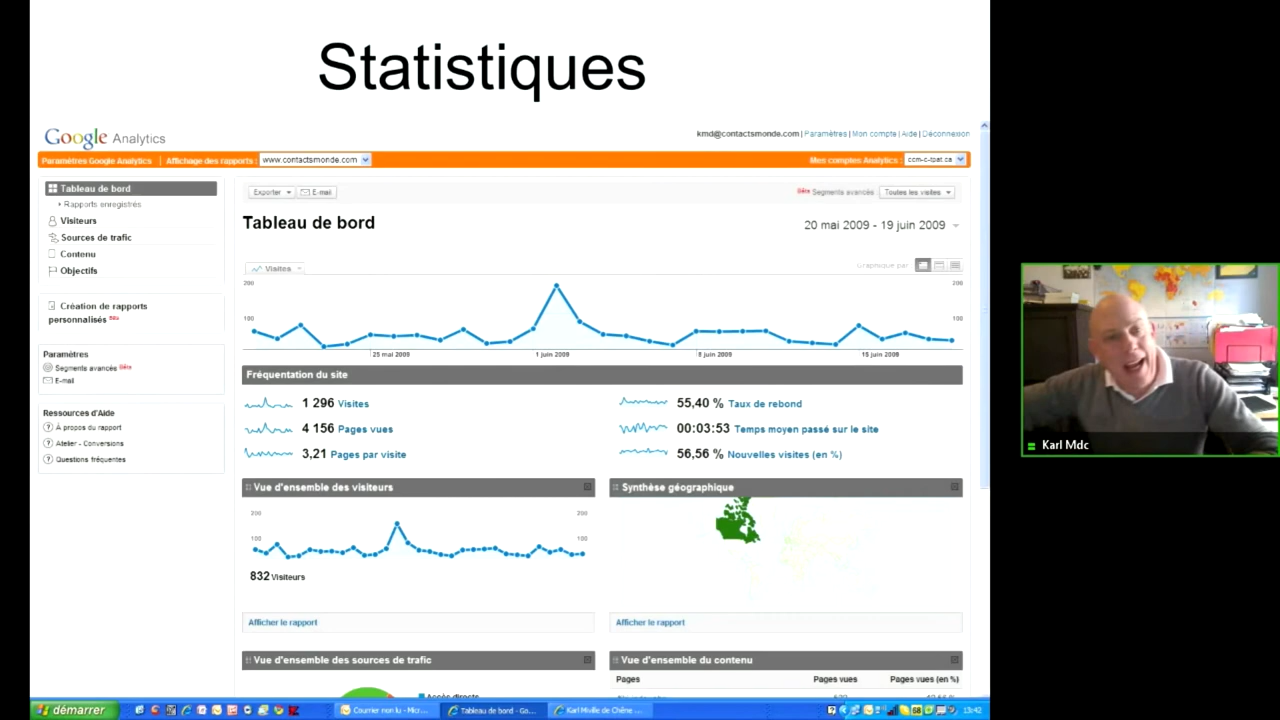 Statistiques
Google Analytics
kmd@contactsmonde.com | Paramètres | Mon compte | Aide | Déconnexion
Paramètres Google Analytics | Affichage des rapports : www.contactsmonde.com
Mes comptes Analytics : ccm-c-tpat.ca
Tableau de bord
Rapports enregistrés
Visiteurs
Sources de trafic
Contenu
Objectifs
Création de rapports
personnalisés Bêta
Paramètres
Segments avancés Bêta
E-mail
Ressources d'Aide
À propos du rapport
Atelier - Conversions
Questions fréquentes
Exporter E-mail
Bêta Segments avancés Toutes les visites
Tableau de bord
20 mai 2009 - 19 juin 2009
Visites
Graphique par :
200 200
100 100
25 mai 2009 1 juin 2009 8 juin 2009 15 juin 2009
Fréquentation du site
1 296 Visites
4 156 Pages vues
3,21 Pages par visite
55,40 % Taux de rebond
00:03:53 Temps moyen passé sur le site
56,56 % Nouvelles visites (en %)
Vue d'ensemble des visiteurs
200 200
100 100
832 Visiteurs
Afficher le rapport
Synthèse géographique
Afficher le rapport
Vue d'ensemble des sources de trafic
Accès directs
Vue d'ensemble du contenu
Pages Pages vues Pages vues (en %)
démarrer
Courrier non lu - Micr...
Tableau de bord - Go...
Karl Miville de Chêne ...
68
13:42
Karl Mdc